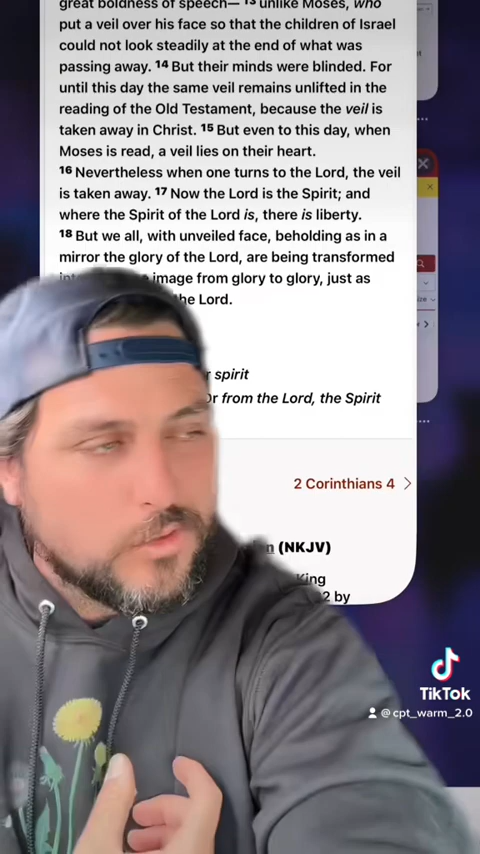 great boldness of speech— 13 unlike Moses, who
put a veil over his face so that the children of Israel
could not look steadily at the end of what was
passing away. 14 But their minds were blinded. For
until this day the same veil remains unlifted in the
reading of the Old Testament, because the veil is
taken away in Christ. 15 But even to this day, when
Moses is read, a veil lies on their heart.
16 Nevertheless when one turns to the Lord, the veil
is taken away. 17 Now the Lord is the Spirit; and
where the Spirit of the Lord is, there is liberty.
18 But we all, with unveiled face, beholding as in a
mirror the glory of the Lord, are being transformed
image from glory to glory, just as
the Lord.
spirit
Or from the Lord, the Spirit
2 Corinthians 4
(NKJV)
King
2 by
TikTok
@cpt_warm_2.0